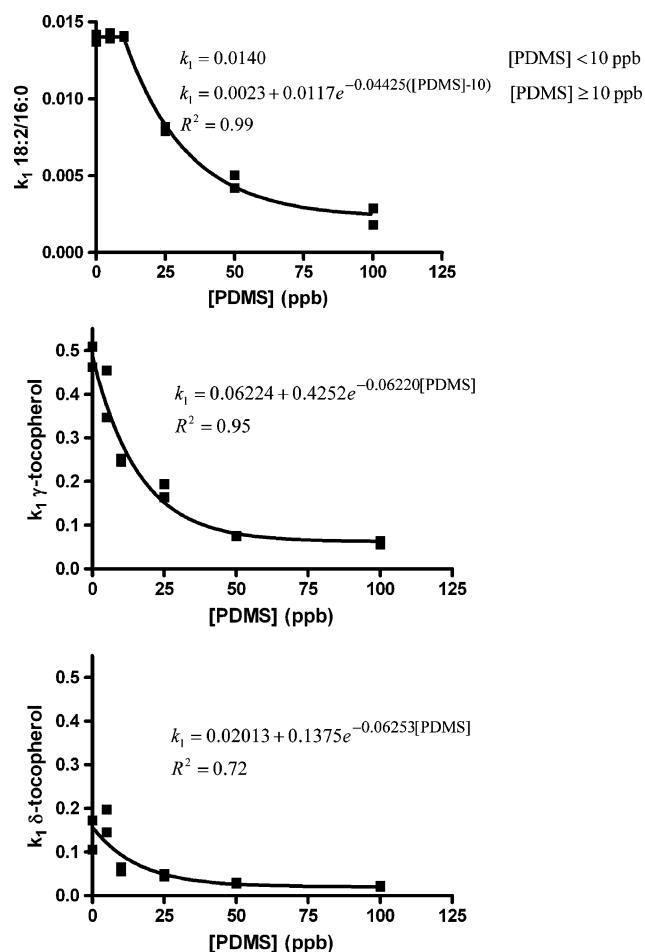 0.015
k₁ = 0.0140 [PDMS] < 10 ppb
0.010
k₁ = 0.0023 + 0.0117e^−0.04425([PDMS]-10) [PDMS] ≥ 10 ppb
R² = 0.99
k₁ 18:2/16:0
0.005
0.000
0 25 50 75 100 125
[PDMS] (ppb)
0.5
0.4
k₁ = 0.06224 + 0.4252e^−0.06220[PDMS]
R² = 0.95
0.3
k₁ γ-tocopherol
0.2
0.1
0.0
0 25 50 75 100 125
[PDMS] (ppb)
0.5
0.4
k₁ = 0.02013 + 0.1375e^−0.06253[PDMS]
R² = 0.72
0.3
k₁ δ-tocopherol
0.2
0.1
0.0
0 25 50 75 100 125
[PDMS] (ppb)